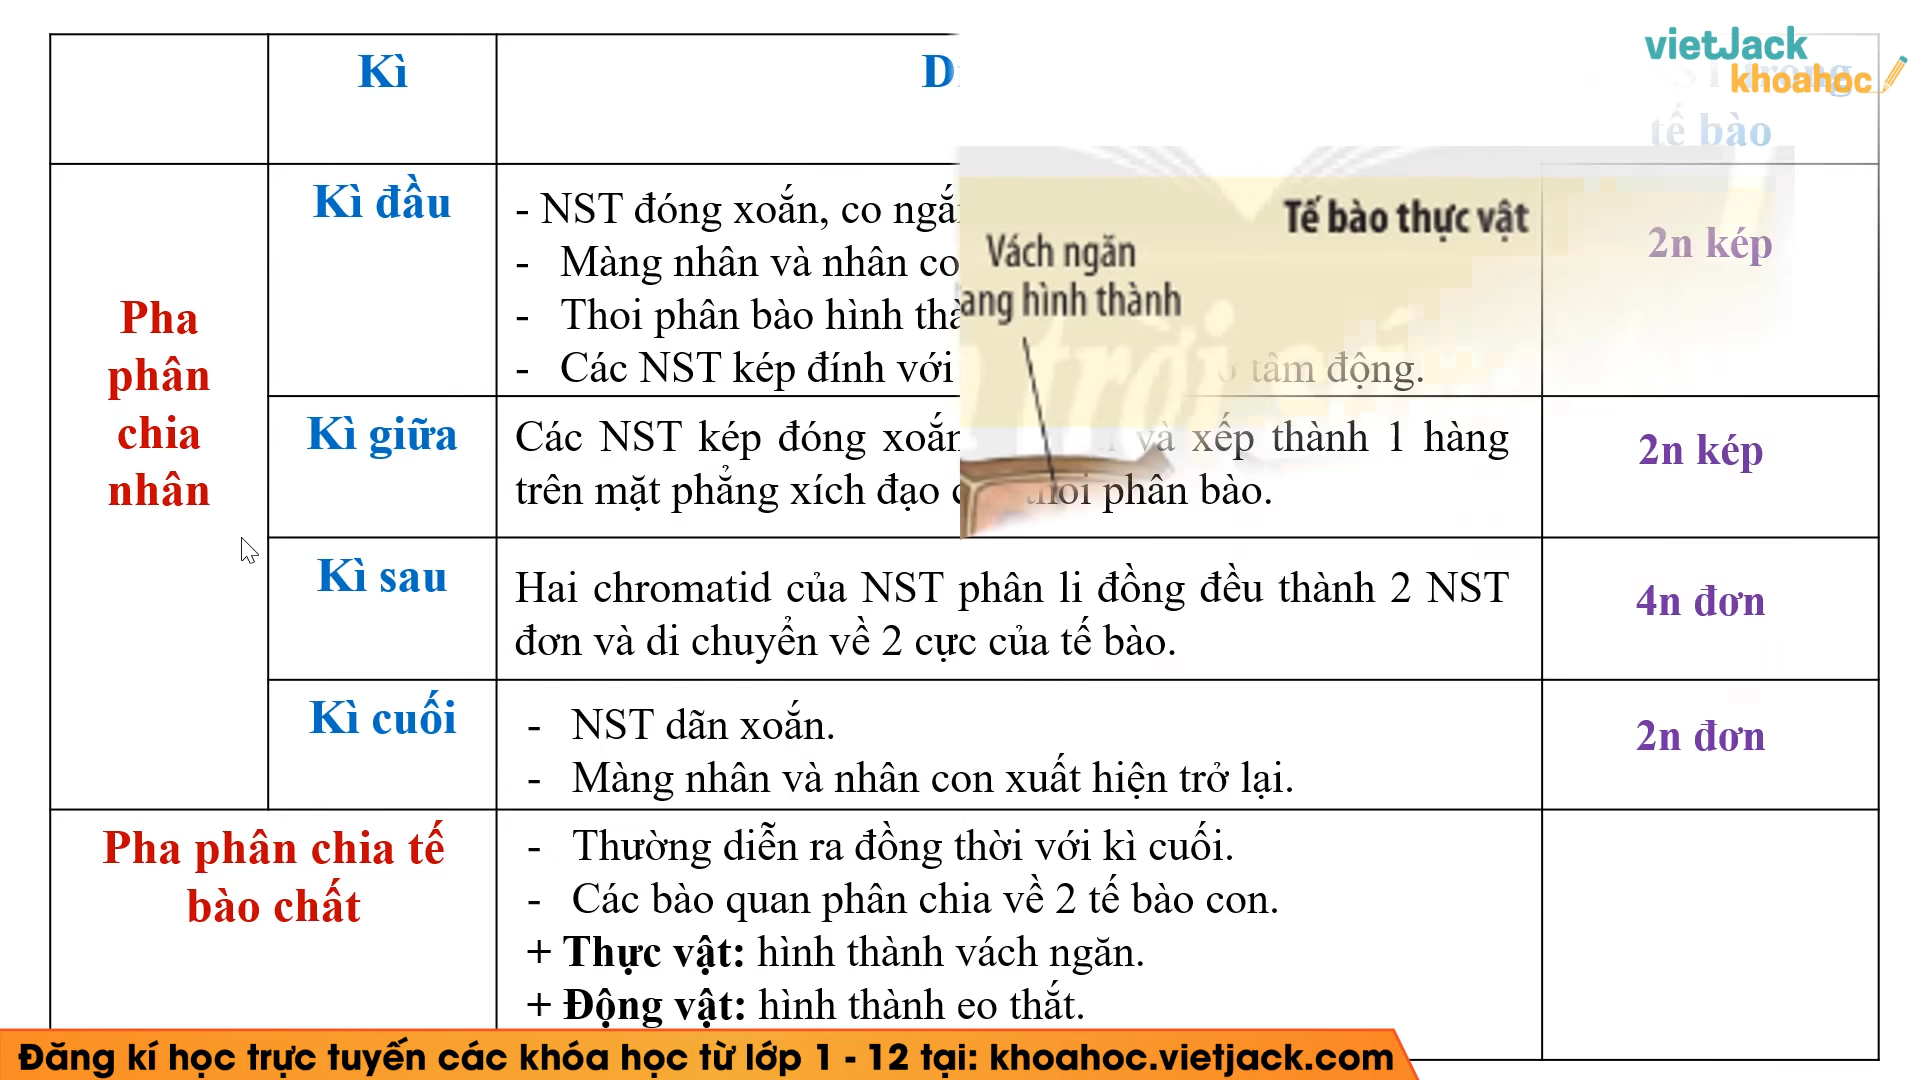 vietJack
khoahoc
Kì
tế bào
Pha
phân
chia
nhân
Kì đầu
- NST đóng xoắn, co
- Màng nhân và nhân
- Thoi phân bào hình
- Các NST kép đính với tâm động.
2n kép
Tế bào thực vật
Vách ngăn
hình thành
Kì giữa
Các NST kép đóng và xếp thành 1 hàng
trên mặt phẳng xích đạo thoi phân bào.
2n kép
Kì sau
Hai chromatid của NST phân li đồng đều thành 2 NST
đơn và di chuyển về 2 cực của tế bào.
4n đơn
Kì cuối
- NST dãn xoắn.
- Màng nhân và nhân con xuất hiện trở lại.
2n đơn
Pha phân chia tế
bào chất
- Thường diễn ra đồng thời với kì cuối.
- Các bào quan phân chia về 2 tế bào con.
+ Thực vật: hình thành vách ngăn.
+ Động vật: hình thành eo thắt.
Đăng kí học trực tuyến các khóa học từ lớp 1 - 12 tại: khoahoc.vietjack.com